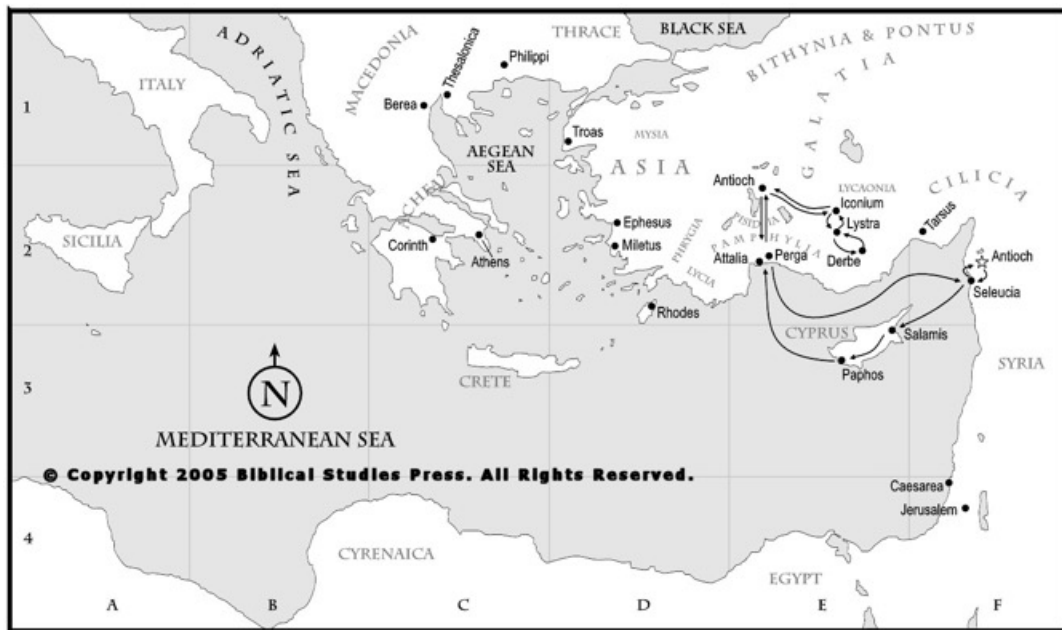 BLACK SEA
THRACE
BITHYNIA & PONTUS
ADRIATIC SEA
MACEDONIA
Thesalonica
Philippi
ITALY
GALATIA
1
Berea
Troas
MYSIA
AEGEAN
SEA
ASIA
Antioch
LYCAONIA
Iconium
CILICIA
ACHEU
PISIDIA
Lystra
Tarsus
SICILIA
Ephesus
PHRYGIA
PAMPHYLIA
Corinth
Miletus
2
Athens
Attalia
Perga
Derbe
Antioch
LYCIA
Seleucia
Rhodes
CYPRUS
Salamis
Paphos
SYRIA
CRETE
3
N
MEDITERRANEAN SEA
© Copyright 2005 Biblical Studies Press. All Rights Reserved.
Caesarea
Jerusalem
4
CYRENAICA
EGYPT
A B C D E F